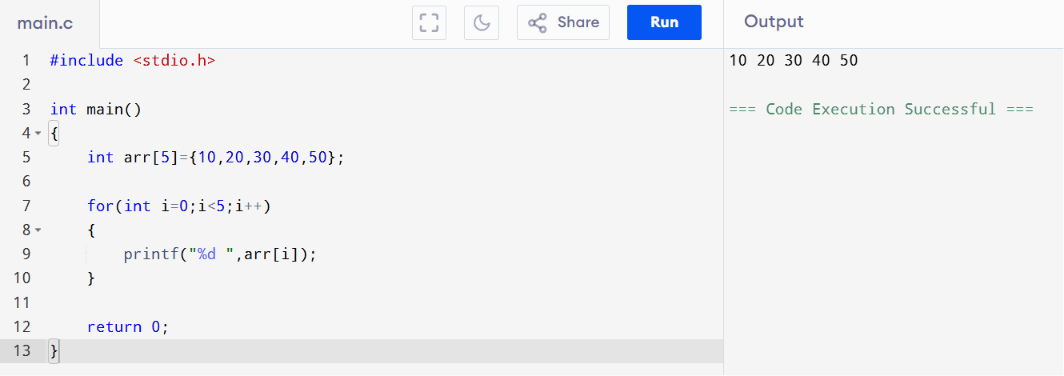 main.c
Share
Run
Output
1 #include <stdio.h>
2
3 int main()
4 {
5     int arr[5]={10,20,30,40,50};
6
7     for(int i=0;i<5;i++)
8     {
9         printf("%d ",arr[i]);
10     }
11
12     return 0;
13 }
10 20 30 40 50
=== Code Execution Successful ===